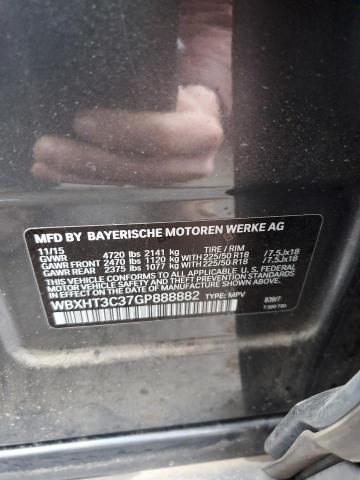 MFD BY BAYERISCHE MOTOREN WERKE AG
11/15
GVWR 4720 lbs 2141 kg TIRE / RIM
GAWR FRONT 2470 lbs 1120 kg WITH 225/50 R18 /7.5Jx18
GAWR REAR 2375 lbs 1077 kg WITH 225/50 R18 /7.5Jx18
THIS VEHICLE CONFORMS TO ALL APPLICABLE
U.S. FEDERAL SAFETY, BUMPER, AND THEFT PREVENTION STANDARDS
IN EFFECT ON THE DATE OF MANUFACTURE SHOWN ABOVE.
WBXHT3C37GP888882 TYPE: MPV